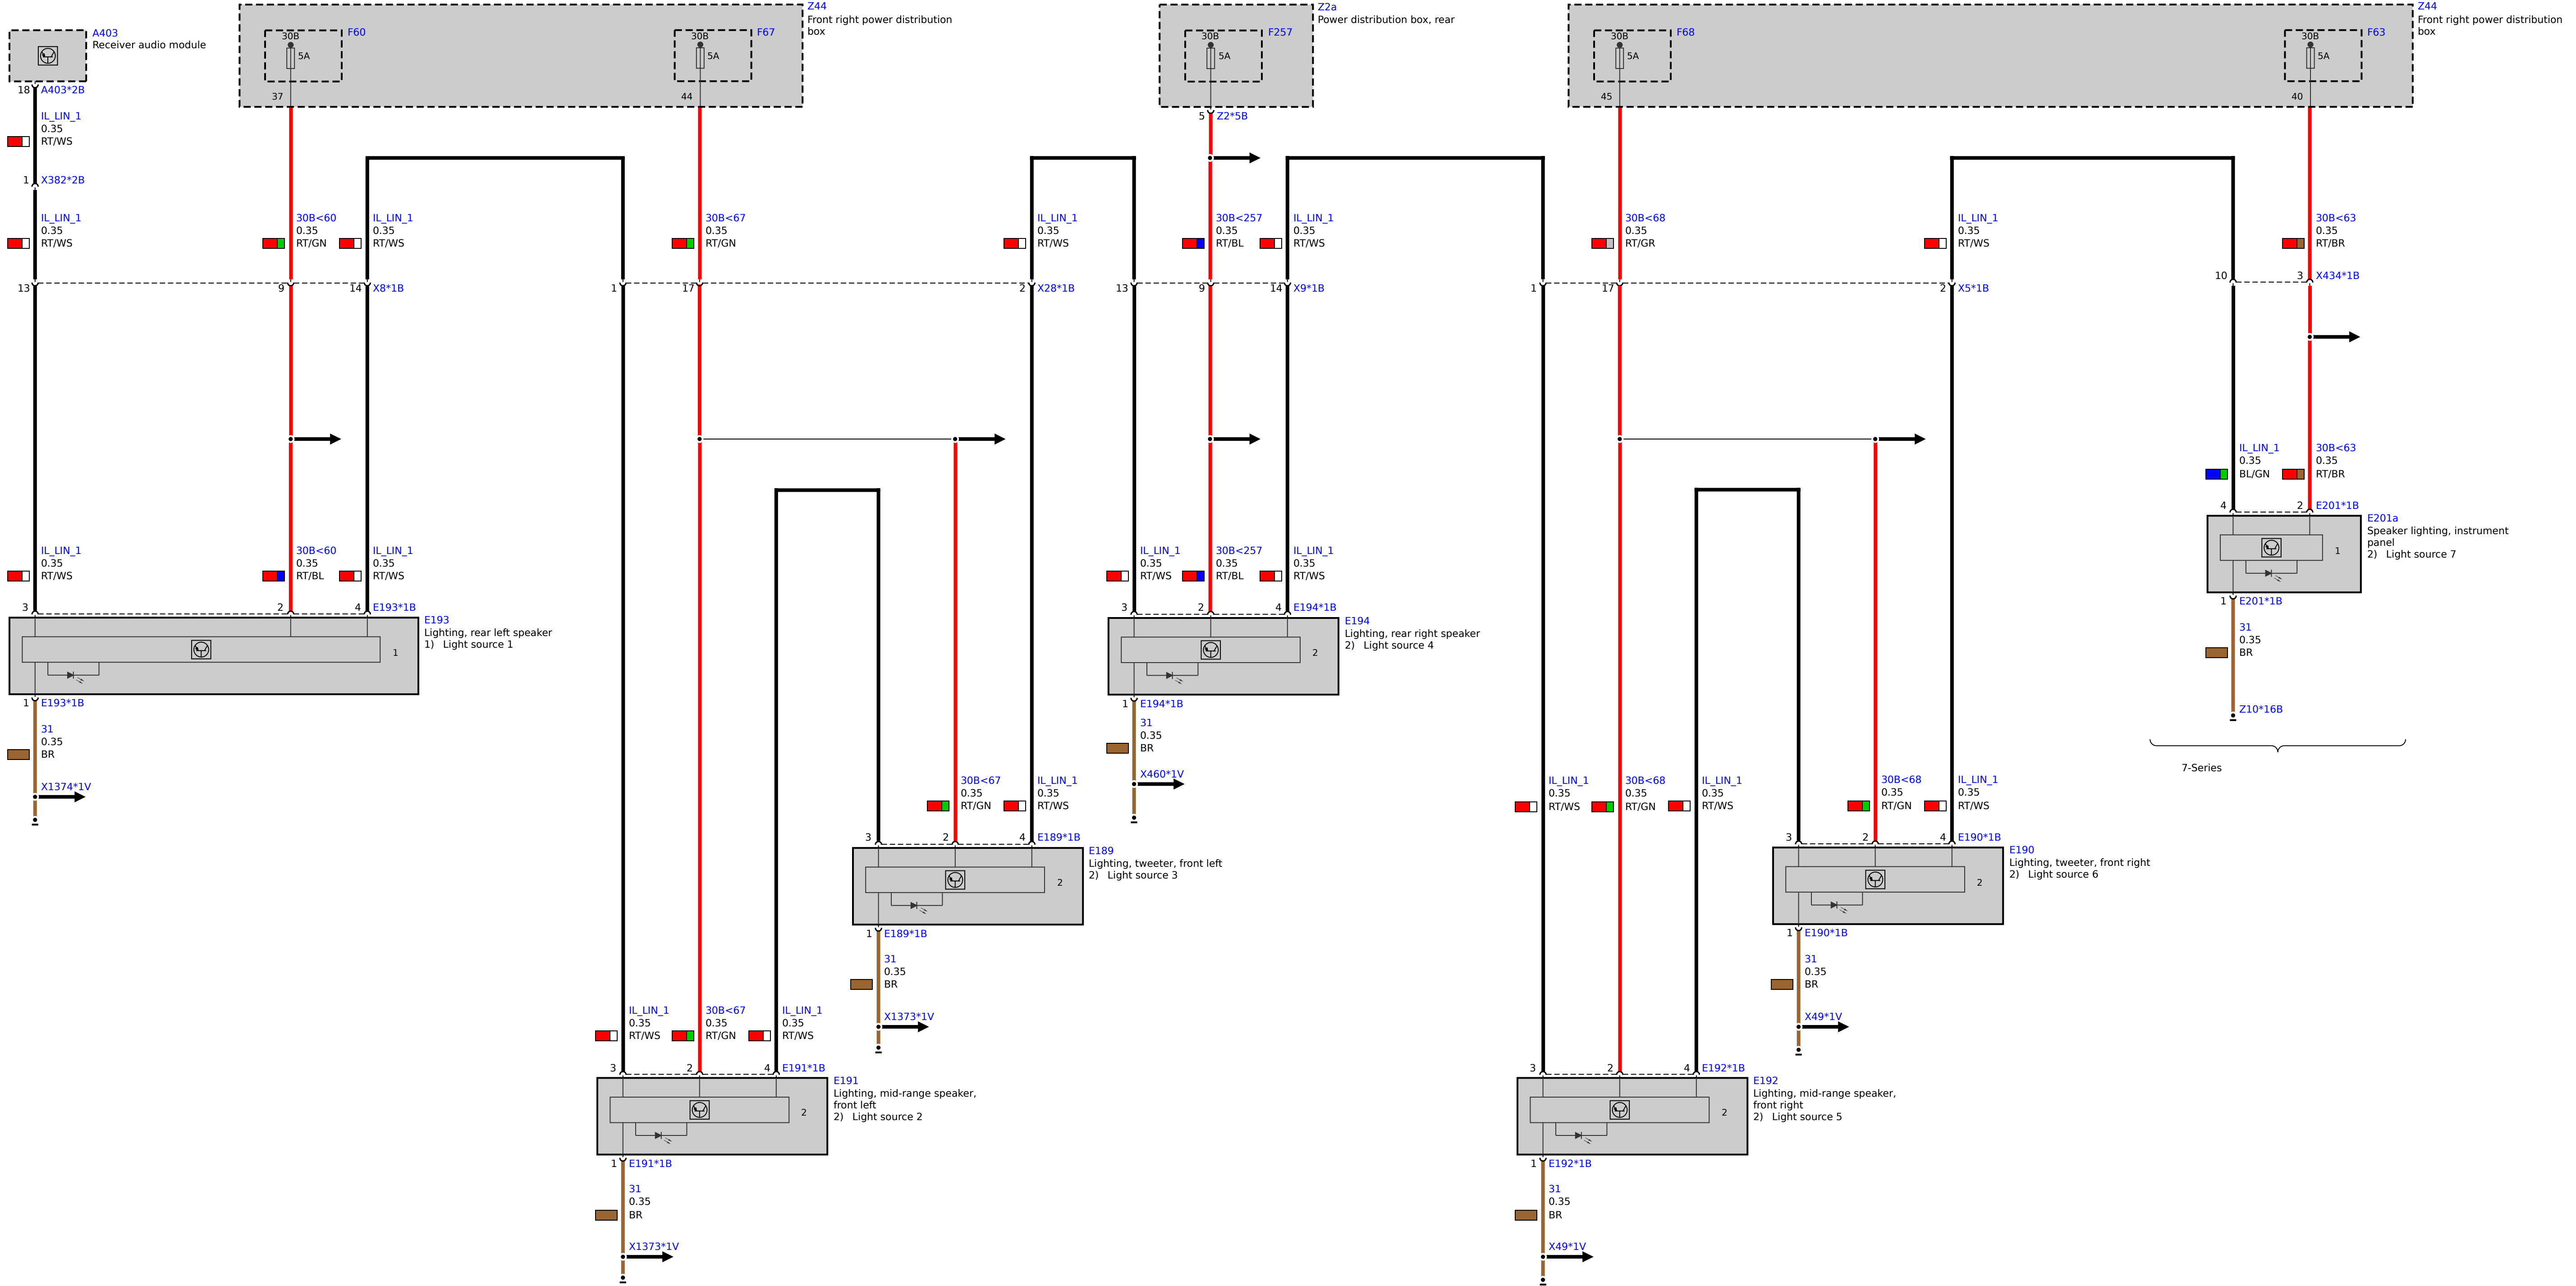 A403
Receiver audio module
18
A403*2B
IL_LIN_1
0.35
RT/WS
1
X382*2B
IL_LIN_1
0.35
RT/WS
30B
5A
F60
37
30B
5A
F67
44
Z44
Front right power distribution
box
30B
5A
F257
Z2a
Power distribution box, rear
5
Z2*5B
30B
5A
F68
45
30B
5A
F63
40
Z44
Front right power distribution
box
30B<60
0.35
RT/GN
IL_LIN_1
0.35
RT/WS
30B<67
0.35
RT/GN
IL_LIN_1
0.35
RT/WS
30B<257
0.35
RT/BL
IL_LIN_1
0.35
RT/WS
30B<68
0.35
RT/GR
IL_LIN_1
0.35
RT/WS
30B<63
0.35
RT/BR
13
9
14
X8*1B
1
17
2
X28*1B
13
9
14
X9*1B
1
17
2
X5*1B
10
3
X434*1B
IL_LIN_1
0.35
BL/GN
30B<63
0.35
RT/BR
4
2
E201*1B
E201a
Speaker lighting, instrument
panel
2) Light source 7
1
1
E201*1B
31
0.35
BR
Z10*16B
7-Series
IL_LIN_1
0.35
RT/WS
30B<60
0.35
RT/BL
IL_LIN_1
0.35
RT/WS
3
2
4
E193*1B
E193
Lighting, rear left speaker
1) Light source 1
1
1
E193*1B
31
0.35
BR
X1374*1V
IL_LIN_1
0.35
RT/WS
30B<257
0.35
RT/BL
IL_LIN_1
0.35
RT/WS
3
2
4
E194*1B
E194
Lighting, rear right speaker
2) Light source 4
2
1
E194*1B
31
0.35
BR
X460*1V
30B<67
0.35
RT/GN
IL_LIN_1
0.35
RT/WS
3
2
4
E189*1B
E189
Lighting, tweeter, front left
2) Light source 3
2
1
E189*1B
31
0.35
BR
X1373*1V
IL_LIN_1
0.35
RT/WS
30B<68
0.35
RT/GN
IL_LIN_1
0.35
RT/WS
30B<68
0.35
RT/GN
IL_LIN_1
0.35
RT/WS
3
2
4
E190*1B
E190
Lighting, tweeter, front right
2) Light source 6
2
1
E190*1B
31
0.35
BR
X49*1V
IL_LIN_1
0.35
RT/WS
30B<67
0.35
RT/GN
IL_LIN_1
0.35
RT/WS
3
2
4
E191*1B
E191
Lighting, mid-range speaker,
front left
2) Light source 2
2
1
E191*1B
31
0.35
BR
X1373*1V
3
2
4
E192*1B
E192
Lighting, mid-range speaker,
front right
2) Light source 5
2
1
E192*1B
31
0.35
BR
X49*1V